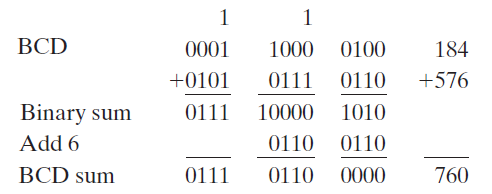 1 1
BCD 0001 1000 0100 184
+0101 0111 0110 +576
Binary sum 0111 10000 1010
Add 6 0110 0110
BCD sum 0111 0110 0000 760